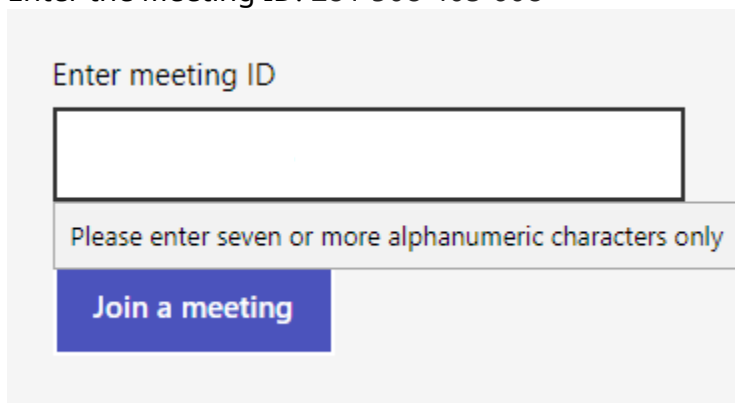 Enter meeting ID
Please enter seven or more alphanumeric characters only
Join a meeting